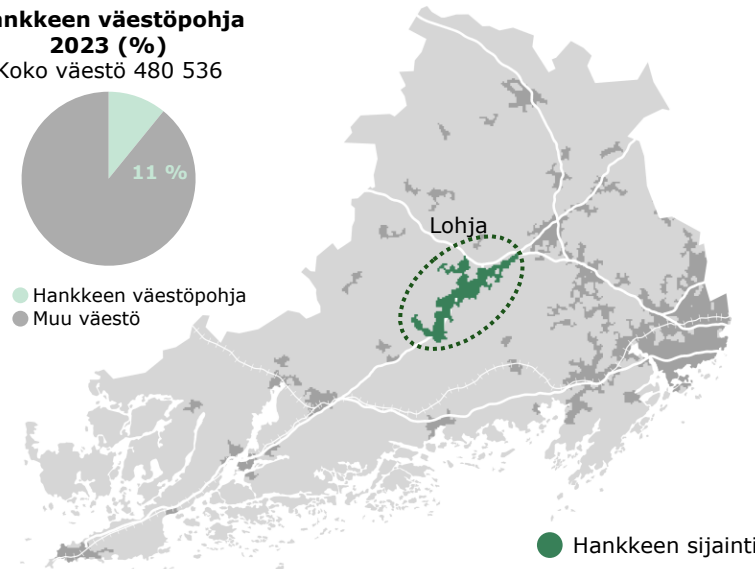 ankkeen väestöpohja
2023 (%)
Koko väestö 480 536
11 %
Hankkeen väestöpohja
Muu väestö
Lohja
Hankkeen sijainti